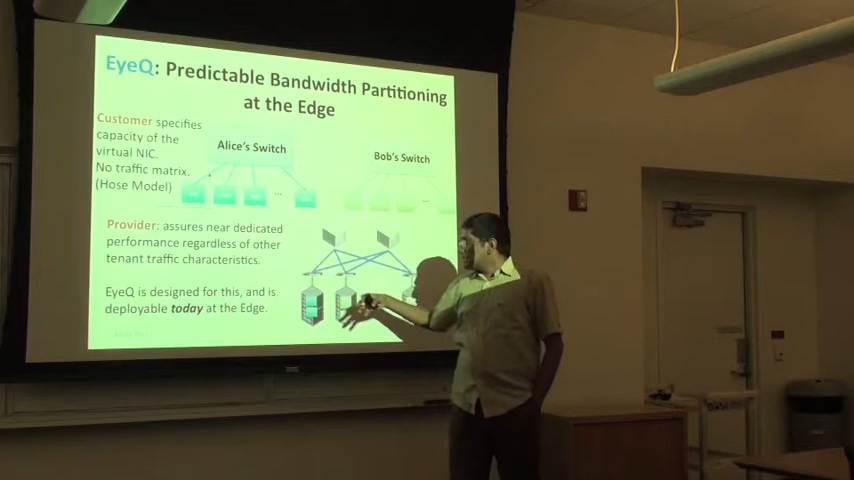 EyeQ: Predictable Bandwidth Partitioning
at the Edge
Customer specifies
capacity of the
virtual NIC.
No traffic matrix.
(Hose Model)
Alice's Switch
...
Bob's Switch
...
Provider: assures near dedicated
performance regardless of other
tenant traffic characteristics.
EyeQ is designed for this, and is
deployable today at the Edge.